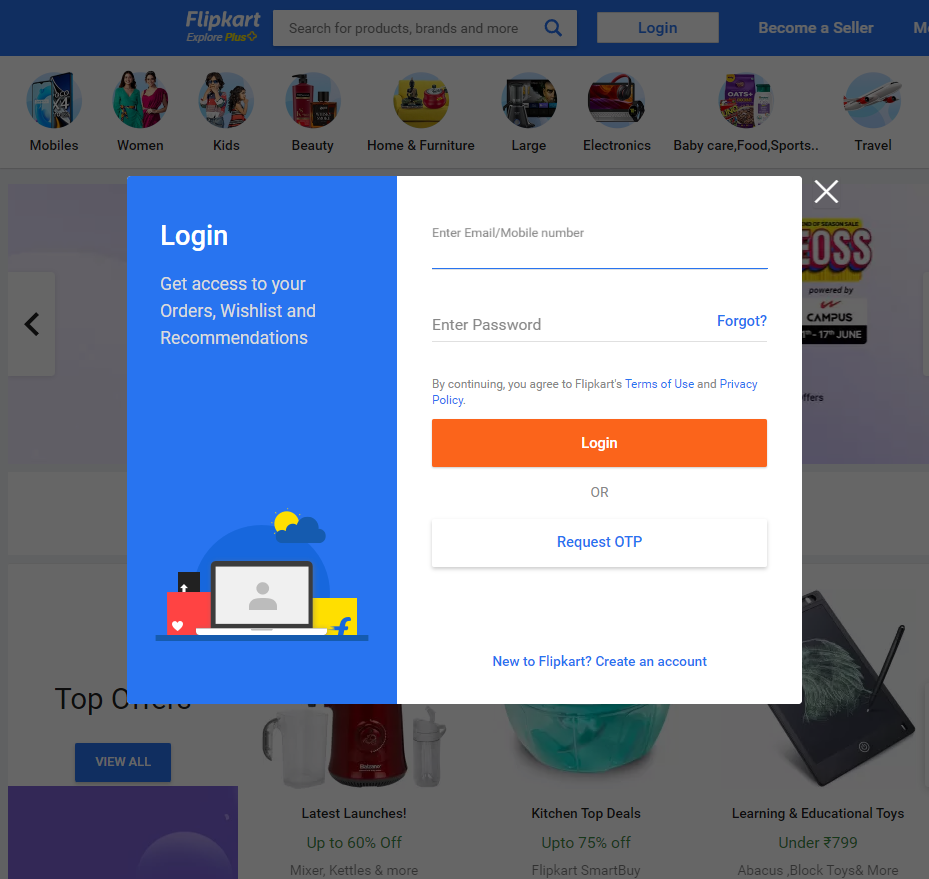 Flipkart
Explore Plus
Search for products, brands and more
Login
Become a Seller
Mobiles
Women
Kids
Beauty
Home & Furniture
Large
Electronics
Baby care,Food,Sports..
Travel
Login
Get access to your
Orders, Wishlist and
Recommendations
Enter Email/Mobile number
Enter Password
Forgot?
By continuing, you agree to Flipkart's Terms of Use and Privacy
Policy.
Login
OR
Request OTP
New to Flipkart? Create an account
END OF SEASON SALE
EOSS
powered by
CAMPUS
17TH JUNE
offers
Top Offers
VIEW ALL
Latest Launches!
Up to 60% Off
Mixer, Kettles & more
Kitchen Top Deals
Upto 75% off
Flipkart SmartBuy
Learning & Educational Toys
Under ₹799
Abacus ,Block Toys& More